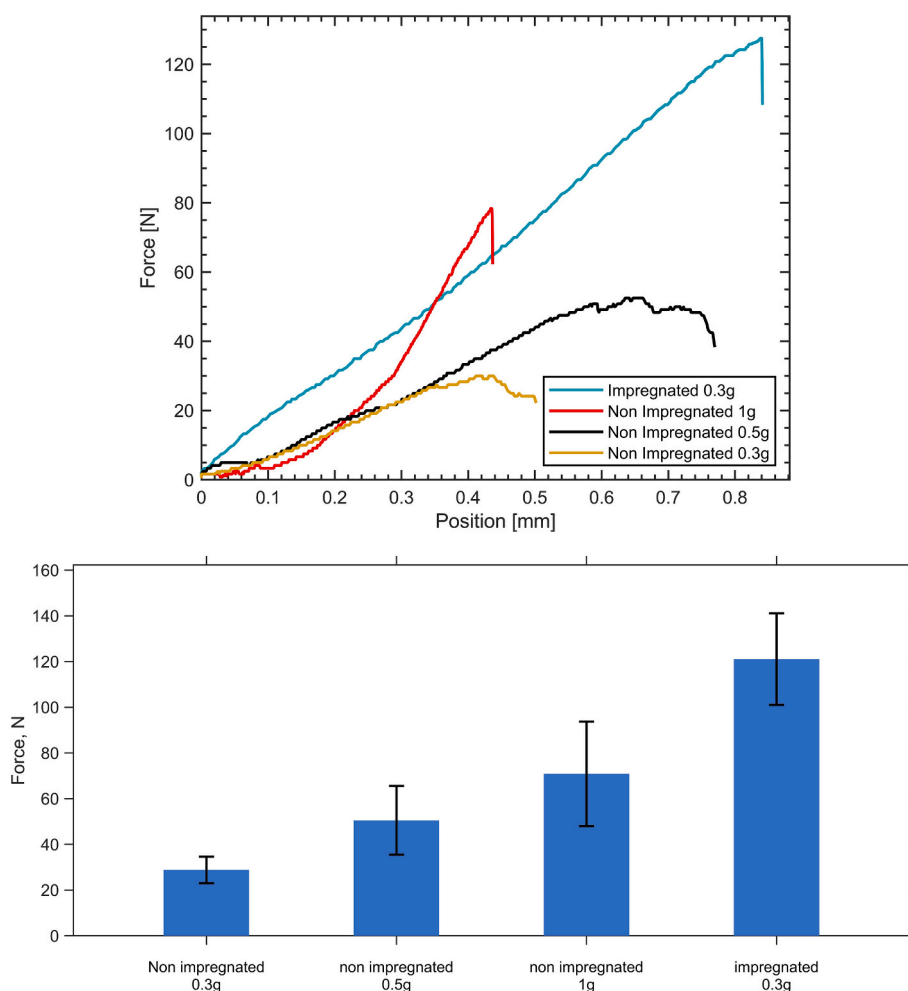 120
100
80
60
40
20
0
Force [N]
0 0.1 0.2 0.3 0.4 0.5 0.6 0.7 0.8
Position [mm]
Impregnated 0.3g
Non Impregnated 1g
Non Impregnated 0.5g
Non Impregnated 0.3g
160
140
120
100
80
60
40
20
0
Force, N
Non impregnated non impregnated non impregnated impregnated
0.3g 0.5g 1g 0.3g